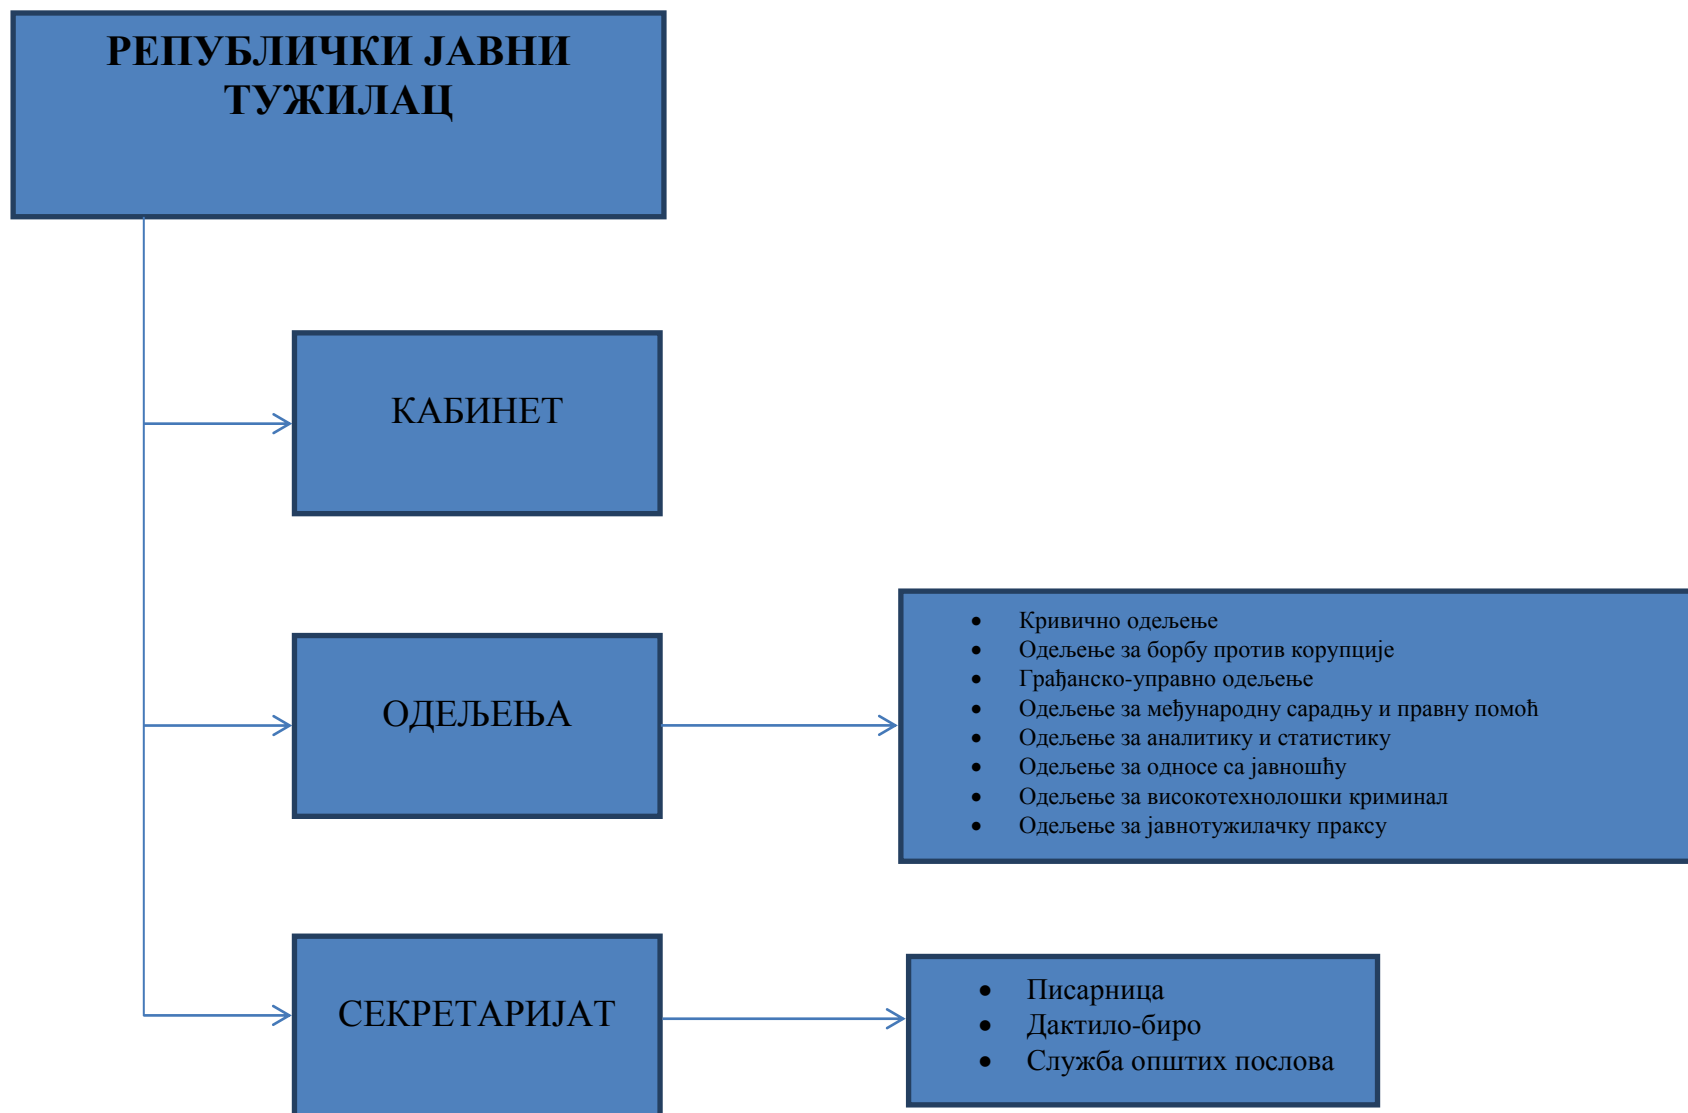 РЕПУБЛИЧКИ ЈАВНИ
ТУЖИЛАЦ
КАБИНЕТ
ОДЕЉЕЊА
• Кривично одељење
• Одељење за борбу против корупције
• Грађанско-управно одељење
• Одељење за међународну сарадњу и правну помоћ
• Одељење за аналитику и статистику
• Одељење за односе са јавношћу
• Одељење за високотехнолошки криминал
• Одељење за јавнотужилачку праксу
СЕКРЕТАРИЈАТ
• Писарница
• Дактило-биро
• Служба општих послова